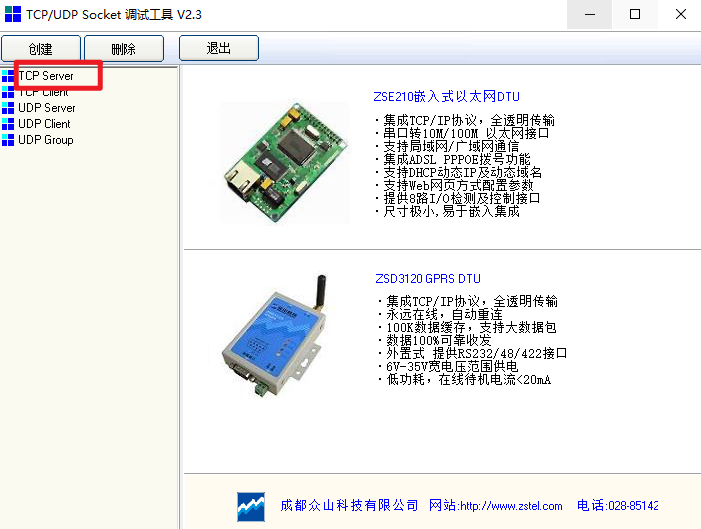 TCP/UDP Socket 调试工具 V2.3
创建 删除 退出
TCP Server
TCP Client
UDP Server
UDP Client
UDP Group
ZSE210嵌入式以太网DTU
·集成TCP/IP协议，全透明传输
·串口转10M/100M 以太网接口
·支持局域网/广域网通信
·集成ADSL PPPOE拨号功能
·支持DHCP动态IP及动态域名
·支持Web网页方式配置参数
·提供8路I/O检测及控制接口
·尺寸极小,易于嵌入集成
ZSD3120 GPRS DTU
·集成TCP/IP协议，全透明传输
·永远在线，自动重连
·100K数据缓存，支持大数据包
·数据100%可靠收发
·外置式 提供RS232/48/422接口
·6V-35V宽电压范围供电
·低功耗，在线待机电流<20mA
成都众山科技有限公司 网站:http://www.zstel.com 电话:028-85142